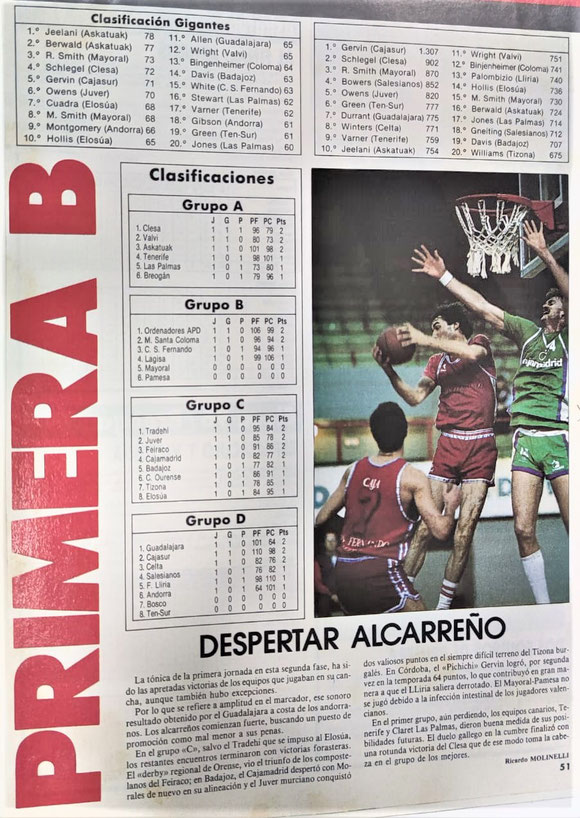 PRIMERA B
Clasificación Gigantes
1.º Jeelani (Askatuak) 78
2.º Berwald (Askatuak) 77
3.º R. Smith (Mayoral) 73
4.º Schlegel (Clesa) 72
5.º Gervin (Cajasur) 71
6.º Owens (Juver) 70
7.º Cuadra (Elosúa) 68
8.º M. Smith (Mayoral) 68
9.º Montgomery (Andorra) 66
10.º Hollis (Elosúa) 65
11.º Allen (Guadalajara) 65
12.º Wright (Valvi) 65
13.º Bingenheimer (Coloma) 64
14.º Davis (Badajoz) 63
15.º White (C. S. Fernando) 63
16.º Stewart (Las Palmas) 62
17.º Varner (Tenerife) 62
18.º Gibson (Andorra) 61
19.º Green (Ten-Sur) 61
20.º Jones (Las Palmas) 60
1.º Gervin (Cajasur) 1.307
2.º Schlegel (Clesa) 902
3.º R. Smith (Mayoral) 870
4.º Bowers (Salesianos) 852
5.º Owens (Juver) 820
6.º Green (Ten-Sur) 777
7.º Durrant (Guadalajara) 775
8.º Winters (Celta) 771
9.º Varner (Tenerife) 759
10.º Jeelani (Askatuak) 754
11.º Wright (Valvi) 751
12.º Binjenheimer (Coloma) 741
13.º Palombizio (Lliria) 740
14.º Hollis (Elosúa) 736
15.º M. Smith (Mayoral) 730
16.º Berwald (Askatuak) 724
17.º Jones (Las Palmas) 714
18.º Gneiting (Salesianos) 712
19.º Davis (Badajoz) 707
20.º Williams (Tizona) 675
Clasificaciones
Grupo A
J G P PF PC Pts
1. Clesa 1 1 1 96 79 2
2. Valvi 1 1 0 80 73 2
3. Askatuak 1 1 0 101 98 2
4. Tenerife 1 0 1 98 101 1
5. Las Palmas 1 0 1 73 80 1
6. Breogán 1 0 1 79 96 1
Grupo B
J G P PF PC Pts
1. Ordenadores APD 1 1 0 106 99 2
2. M. Santa Coloma 1 1 0 96 94 2
3. C. S. Fernando 1 0 1 94 96 1
4. Lagisa 1 0 1 99 106 1
5. Mayoral 0 0 0 0 0 0
6. Pamesa 0 0 0 0 0 0
Grupo C
J G P PF PC Pts
1. Tradehi 1 1 0 95 84 2
2. Juver 1 1 0 85 78 2
3. Feiraco 1 1 0 91 86 2
4. Cajamadrid 1 1 0 82 77 2
5. Badajoz 1 0 1 77 82 1
6. C. Ourense 1 0 1 86 91 1
7. Tizona 1 0 1 78 85 1
8. Elosúa 1 0 1 84 95 1
Grupo D
J G P PF PC Pts
1. Guadalajara 1 1 0 101 64 2
2. Cajasur 1 1 0 110 98 2
3. Celta 1 1 0 82 76 2
4. Salesianos 1 0 1 76 82 1
5. F. Lliria 1 0 1 98 110 1
6. Andorra 1 0 1 64 101 1
7. Bosco 0 0 0 0 0 0
8. Ten-Sur 0 0 0 0 0 0
cajamadrid
12
CAJA
FERNANDO
DESPERTAR ALCARREÑO
La tónica de la primera jornada en esta segunda fase, ha si-
do las apretadas victorias de los equipos que jugaban en su can-
cha, aunque también hubo excepciones.
Por lo que se refiere a amplitud en el marcador, ese sonoro
resultado obtenido por el Guadalajara a costa de los andorra-
nos. Los alcarreños comienzan fuerte, buscando un puesto de
promoción como mal menor a sus penas.
En el grupo «C», salvo el Tradehi que se impuso al Elosúa,
los restantes encuentros terminaron con victorias forasteras.
El «derby» regional de Orense, vio el triunfo de los compostel-
lanos del Feiraco; en Badajoz, el Cajamadrid despertó con Mo-
rales de nuevo en su alineación y el Juver murciano conquistó
dos valiosos puntos en el siempre difícil terreno del Tizona bur-
galés. En Córdoba, el «Pichichi» Gervin logró, por segunda
vez en la temporada 64 puntos, lo que contribuyó en gran ma-
nera a que el LLiria saliera derrotado. El Mayoral-Pamesa no
se jugó debido a la infección intestinal de los jugadores valen-
cianos.
En el primer grupo, aún perdiendo, los equipos canarios, Te-
nerife y Claret Las Palmas, dieron buena medida de sus posi-
bilidades futuras. El duelo gallego en la cumbre finalizó con
una rotunda victoria del Clesa que de ese modo toma la cabe-
za en el grupo de los mejores.
Ricardo MOLINELLI
51